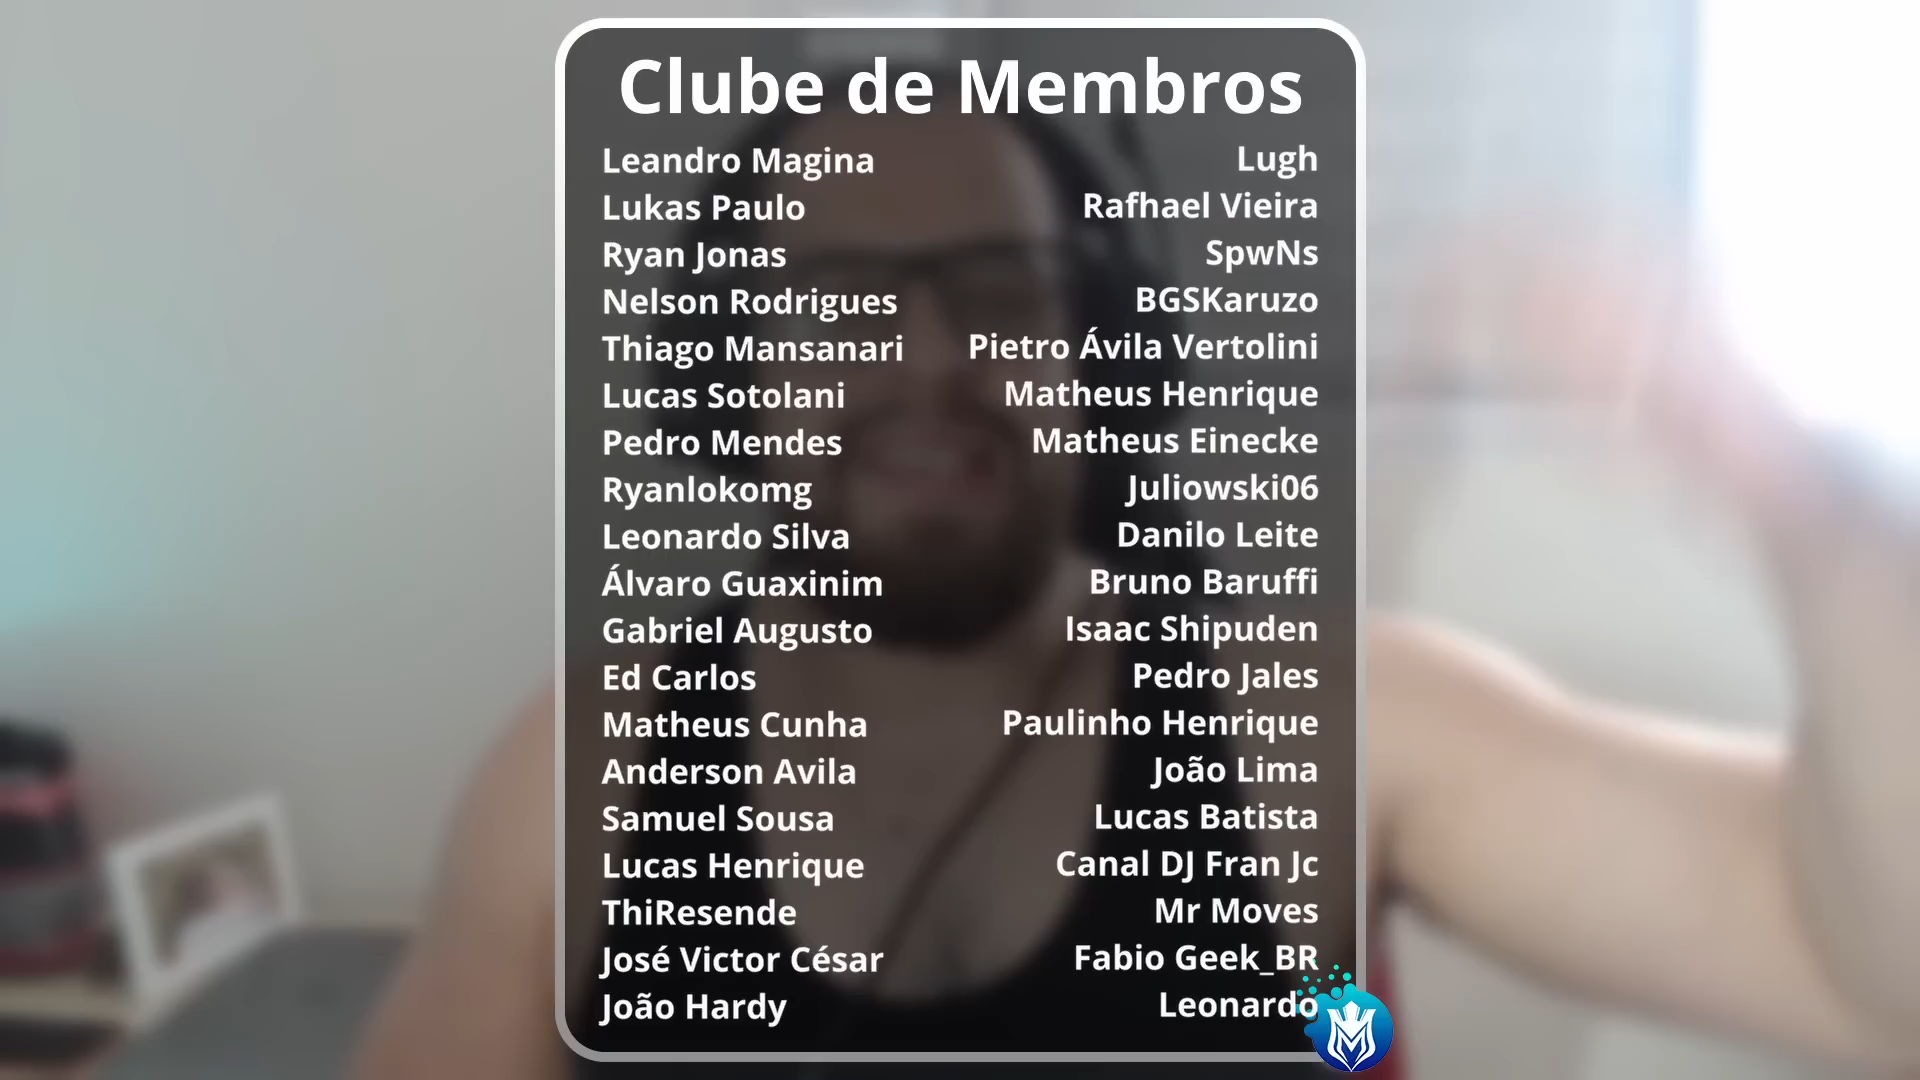 Clube de Membros
Leandro Magina
Lukas Paulo
Ryan Jonas
Nelson Rodrigues
Thiago Mansanari
Lucas Sotolani
Pedro Mendes
Ryanlokomg
Leonardo Silva
Álvaro Guaxinim
Gabriel Augusto
Ed Carlos
Matheus Cunha
Anderson Avila
Samuel Sousa
Lucas Henrique
ThiResende
José Victor César
João Hardy
Lugh
Rafhael Vieira
SpwNs
BGSKaruzo
Pietro Ávila Vertolini
Matheus Henrique
Matheus Einecke
Juliowski06
Danilo Leite
Bruno Baruffi
Isaac Shipuden
Pedro Jales
Paulinho Henrique
João Lima
Lucas Batista
Canal DJ Fran Jc
Mr Moves
Fabio Geek_BR
Leonardo